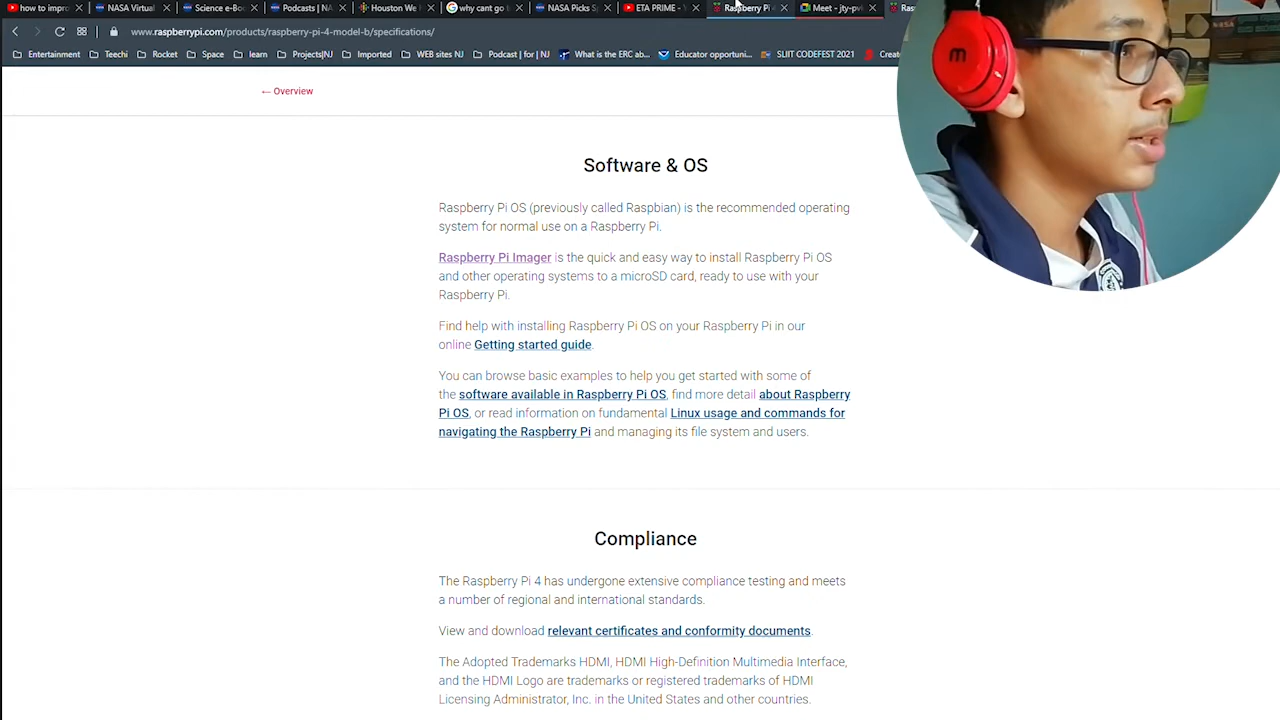 how to impro
NASA Virtual
Science e-Boo
Podcasts | NA
Houston We H
why cant go b
NASA Picks Sp
ETA PRIME - Y
Raspberry Pi
Meet - jty-pvv
www.raspberrypi.com/products/raspberry-pi-4-model-b/specifications/
Entertainment Teechi Rocket Space learn Projects|NJ Imported WEB sites NJ Podcast | for | NJ What is the ERC ab... Educator opportuni... SLIIT CODEFEST 2021
← Overview
Software & OS
Raspberry Pi OS (previously called Raspbian) is the recommended operating
system for normal use on a Raspberry Pi.
Raspberry Pi Imager is the quick and easy way to install Raspberry Pi OS
and other operating systems to a microSD card, ready to use with your
Raspberry Pi.
Find help with installing Raspberry Pi OS on your Raspberry Pi in our
online Getting started guide.
You can browse basic examples to help you get started with some of
the software available in Raspberry Pi OS, find more detail about Raspberry
Pi OS, or read information on fundamental Linux usage and commands for
navigating the Raspberry Pi and managing its file system and users.
Compliance
The Raspberry Pi 4 has undergone extensive compliance testing and meets
a number of regional and international standards.
View and download relevant certificates and conformity documents.
The Adopted Trademarks HDMI, HDMI High-Definition Multimedia Interface,
and the HDMI Logo are trademarks or registered trademarks of HDMI
Licensing Administrator, Inc. in the United States and other countries.